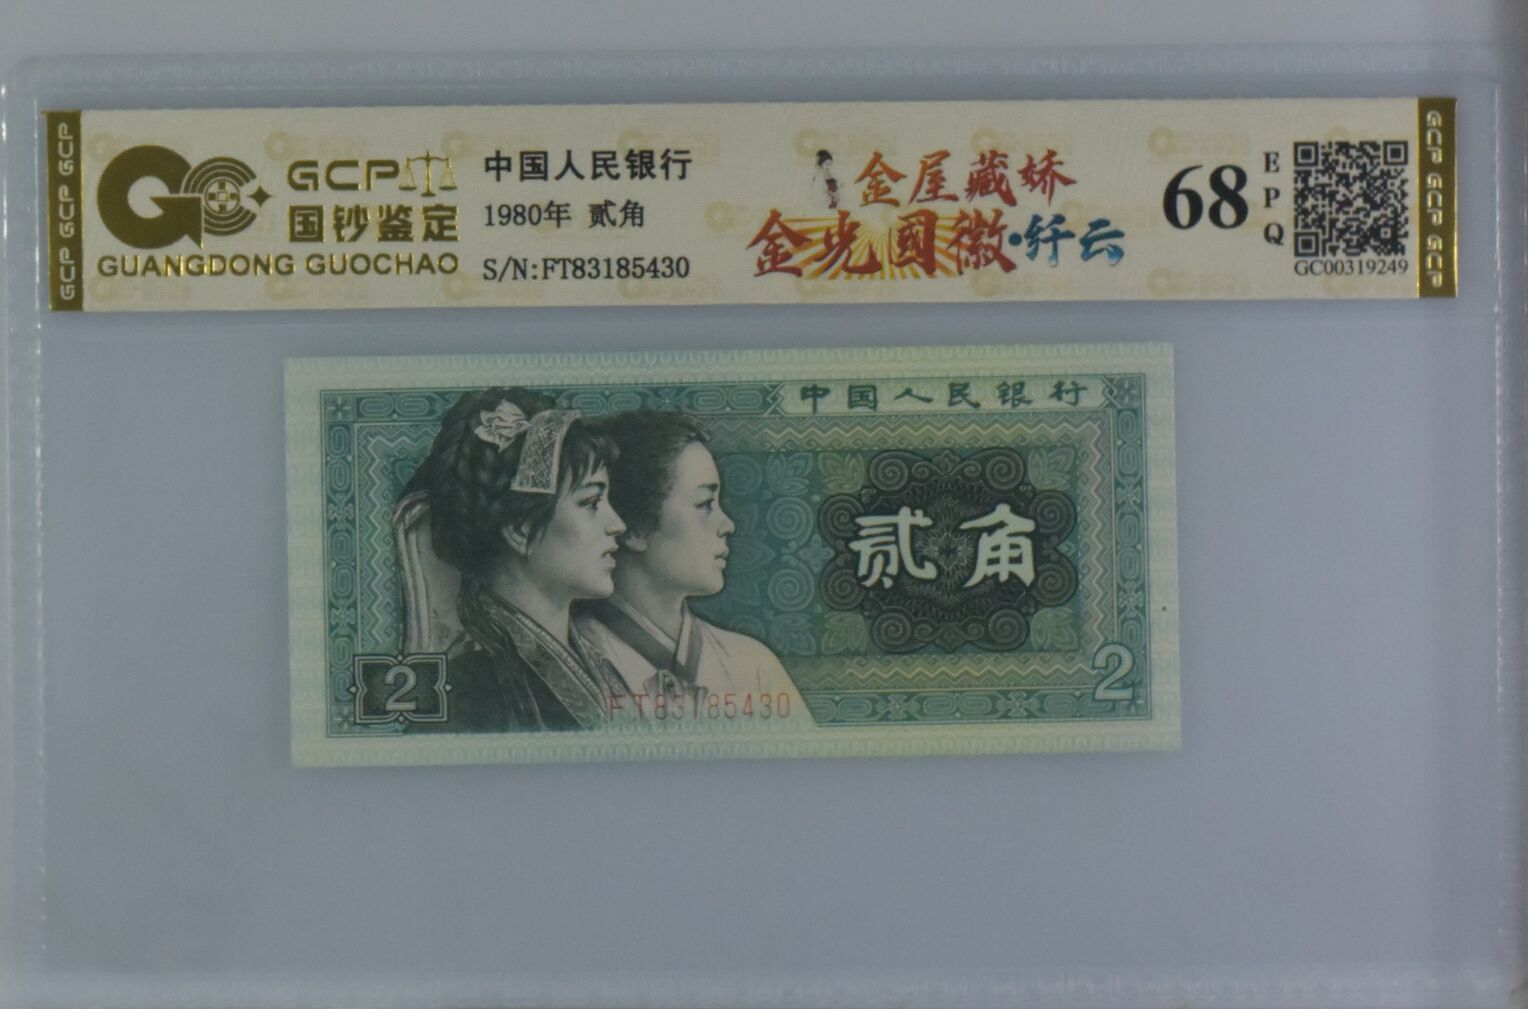 GCP GCP GCP
GCP
国钞鉴定
GUANGDONG GUOCHAO
中国人民银行
1980年 贰角
S/N:FT83185430
金屋藏娇
金光國徽·纤云
68
EPQ
GC00319249
GCP GCP GCP
中国人民银行
贰角
2
2
FT83185430